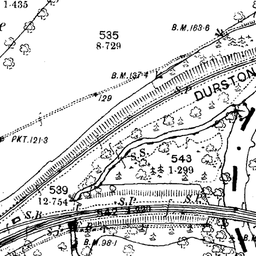 1·435
B.M.163·6
535
8·729
B.M.137·4
129
S.P.
DURSTON
PKT.121·3
S.S.
543
1·299
539
12·754
S.P.
S.B.
542
B.M.98·1